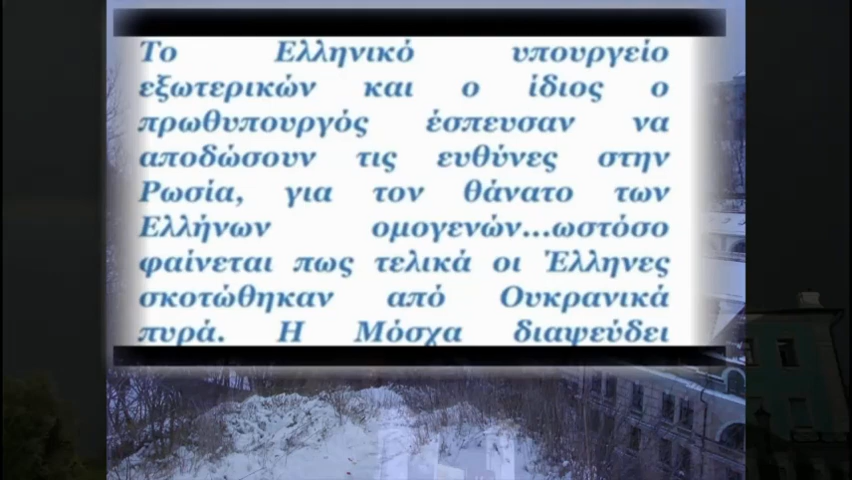 Το Ελληνικό υπουργείο
εξωτερικών και ο ίδιος ο
πρωθυπουργός έσπευσαν να
αποδώσουν τις ευθύνες στην
Ρωσία, για τον θάνατο των
Ελλήνων ομογενών...ωστόσο
φαίνεται πως τελικά οι Έλληνες
σκοτώθηκαν από Ουκρανικά
πυρά. Η Μόσχα διαψεύδει